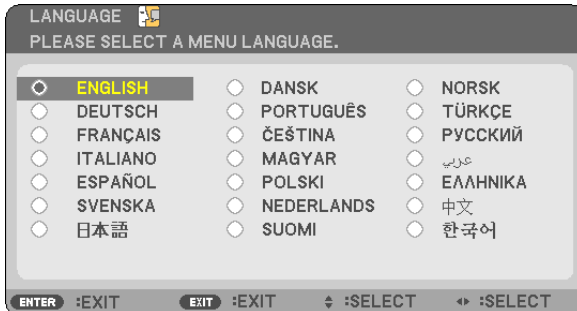 LANGUAGE
PLEASE SELECT A MENU LANGUAGE.
ENGLISH DANSK NORSK
DEUTSCH PORTUGUÊS TÜRKÇE
FRANÇAIS ČEŠTINA РУССКИЙ
ITALIANO MAGYAR عربي
ESPAÑOL POLSKI ΕΛΛΗΝΙΚΑ
SVENSKA NEDERLANDS 中文
日本語 SUOMI 한국어
ENTER :EXIT EXIT :EXIT :SELECT :SELECT